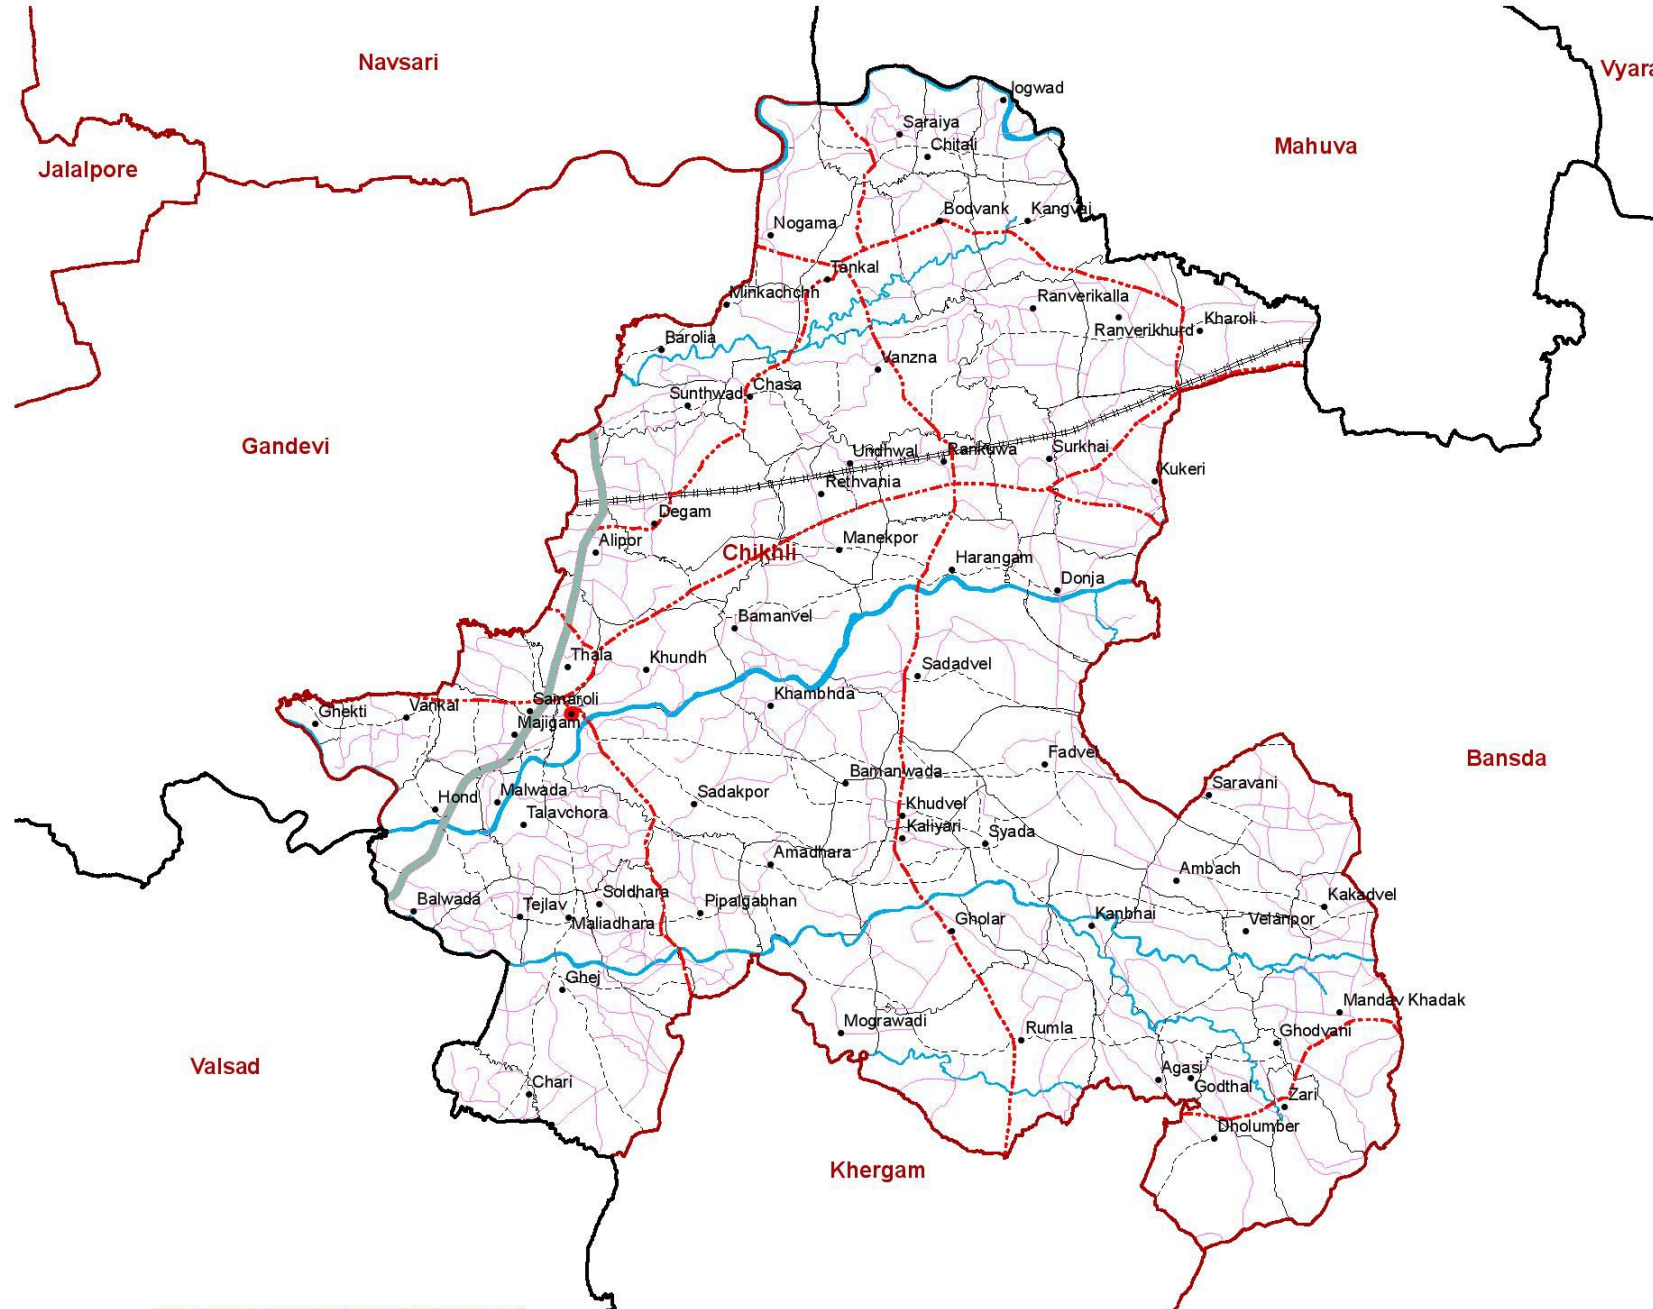 Navsari
Vyara
Jogwad
Saraiya
Mahuva
Chitali
Jalalpore
Bodvank
Kangvai
Nogama
Tankal
Minkachchh
Ranverikalla
Ranverikhurd
Kharoli
Barolia
Vanzna
Chasa
Sunthwad
Gandevi
Undhwal
Rankuwa
Surkhai
Kukeri
Rethvania
Degam
Alipor
Manekpor
Chikhli
Harangam
Donja
Bamanvel
Thala
Khundh
Sadadvel
Khambhda
Samaroli
Vankal
Ghekti
Majigam
Fadvel
Bansda
Bamanwada
Saravani
Malwada
Hond
Sadakpor
Khudvel
Talavchora
Kaliyari
Syada
Amadhara
Ambach
Kakadvel
Soldhara
Balwada
Tejlav
Pipalgabhan
Maliadhara
Gholar
Kanbhai
Velanpor
Ghej
Mandav Khadak
Mograwadi
Rumla
Ghodvani
Valsad
Agasi
Chari
Godthal
Zari
Dholumber
Khergam